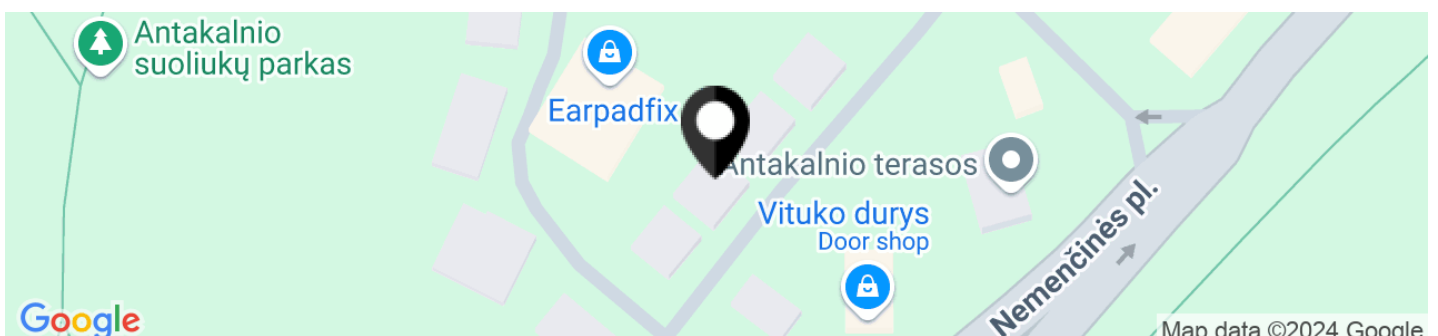 Antakalnio
suoliukų parkas
Earpadfix
Antakalnio terasos
Vituko durys
Door shop
Nemenčinės pl.
Google
Map data ©2024 Google